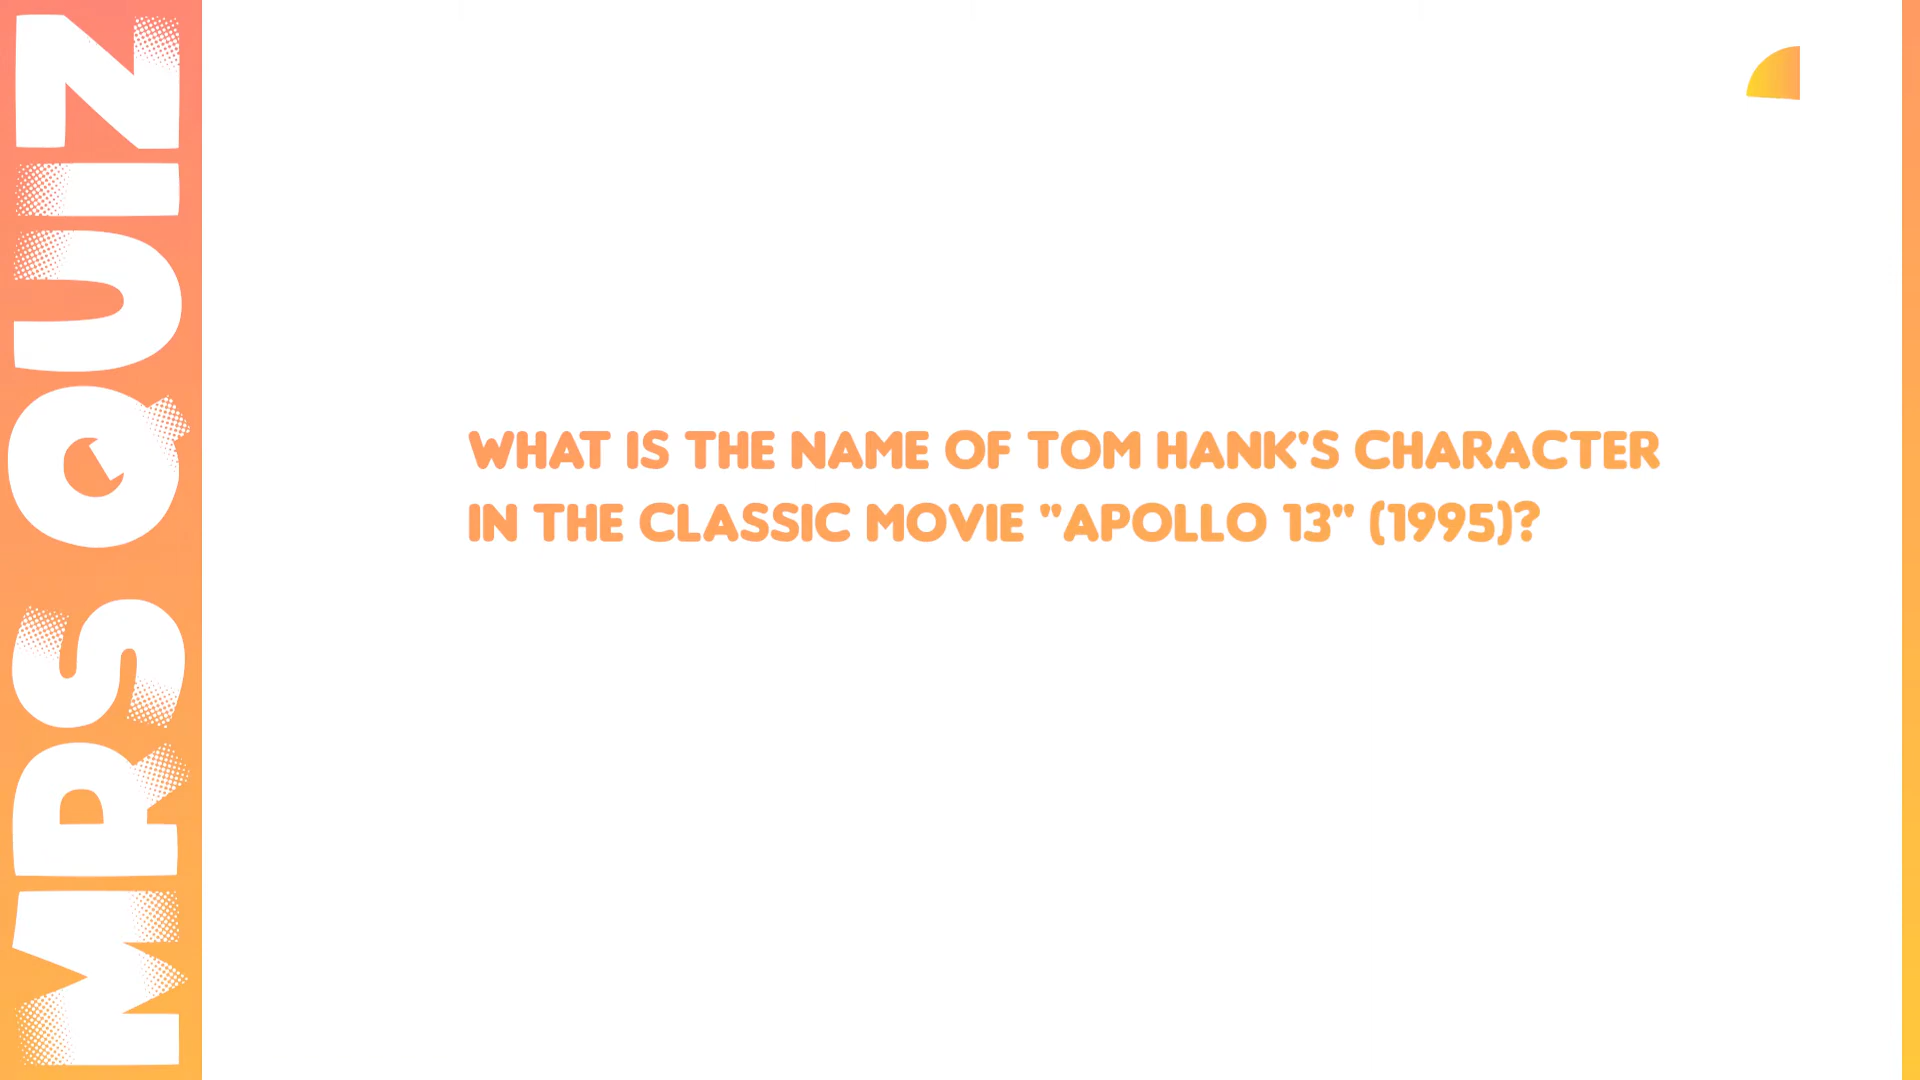 MRS QUIZ
WHAT IS THE NAME OF TOM HANK'S CHARACTER
IN THE CLASSIC MOVIE "APOLLO 13" (1995)?